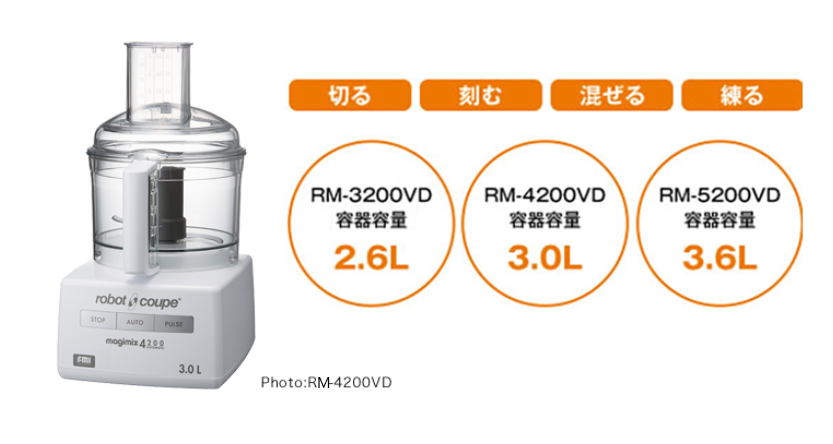 切る 刻む 混ぜる 練る
RM-3200VD RM-4200VD RM-5200VD
容器容量 容器容量 容器容量
2.6L 3.0L 3.6L
robot coupe®
STOP AUTO PULSE
magimix 4200
FMI
3.0 L
Photo:RM-4200VD